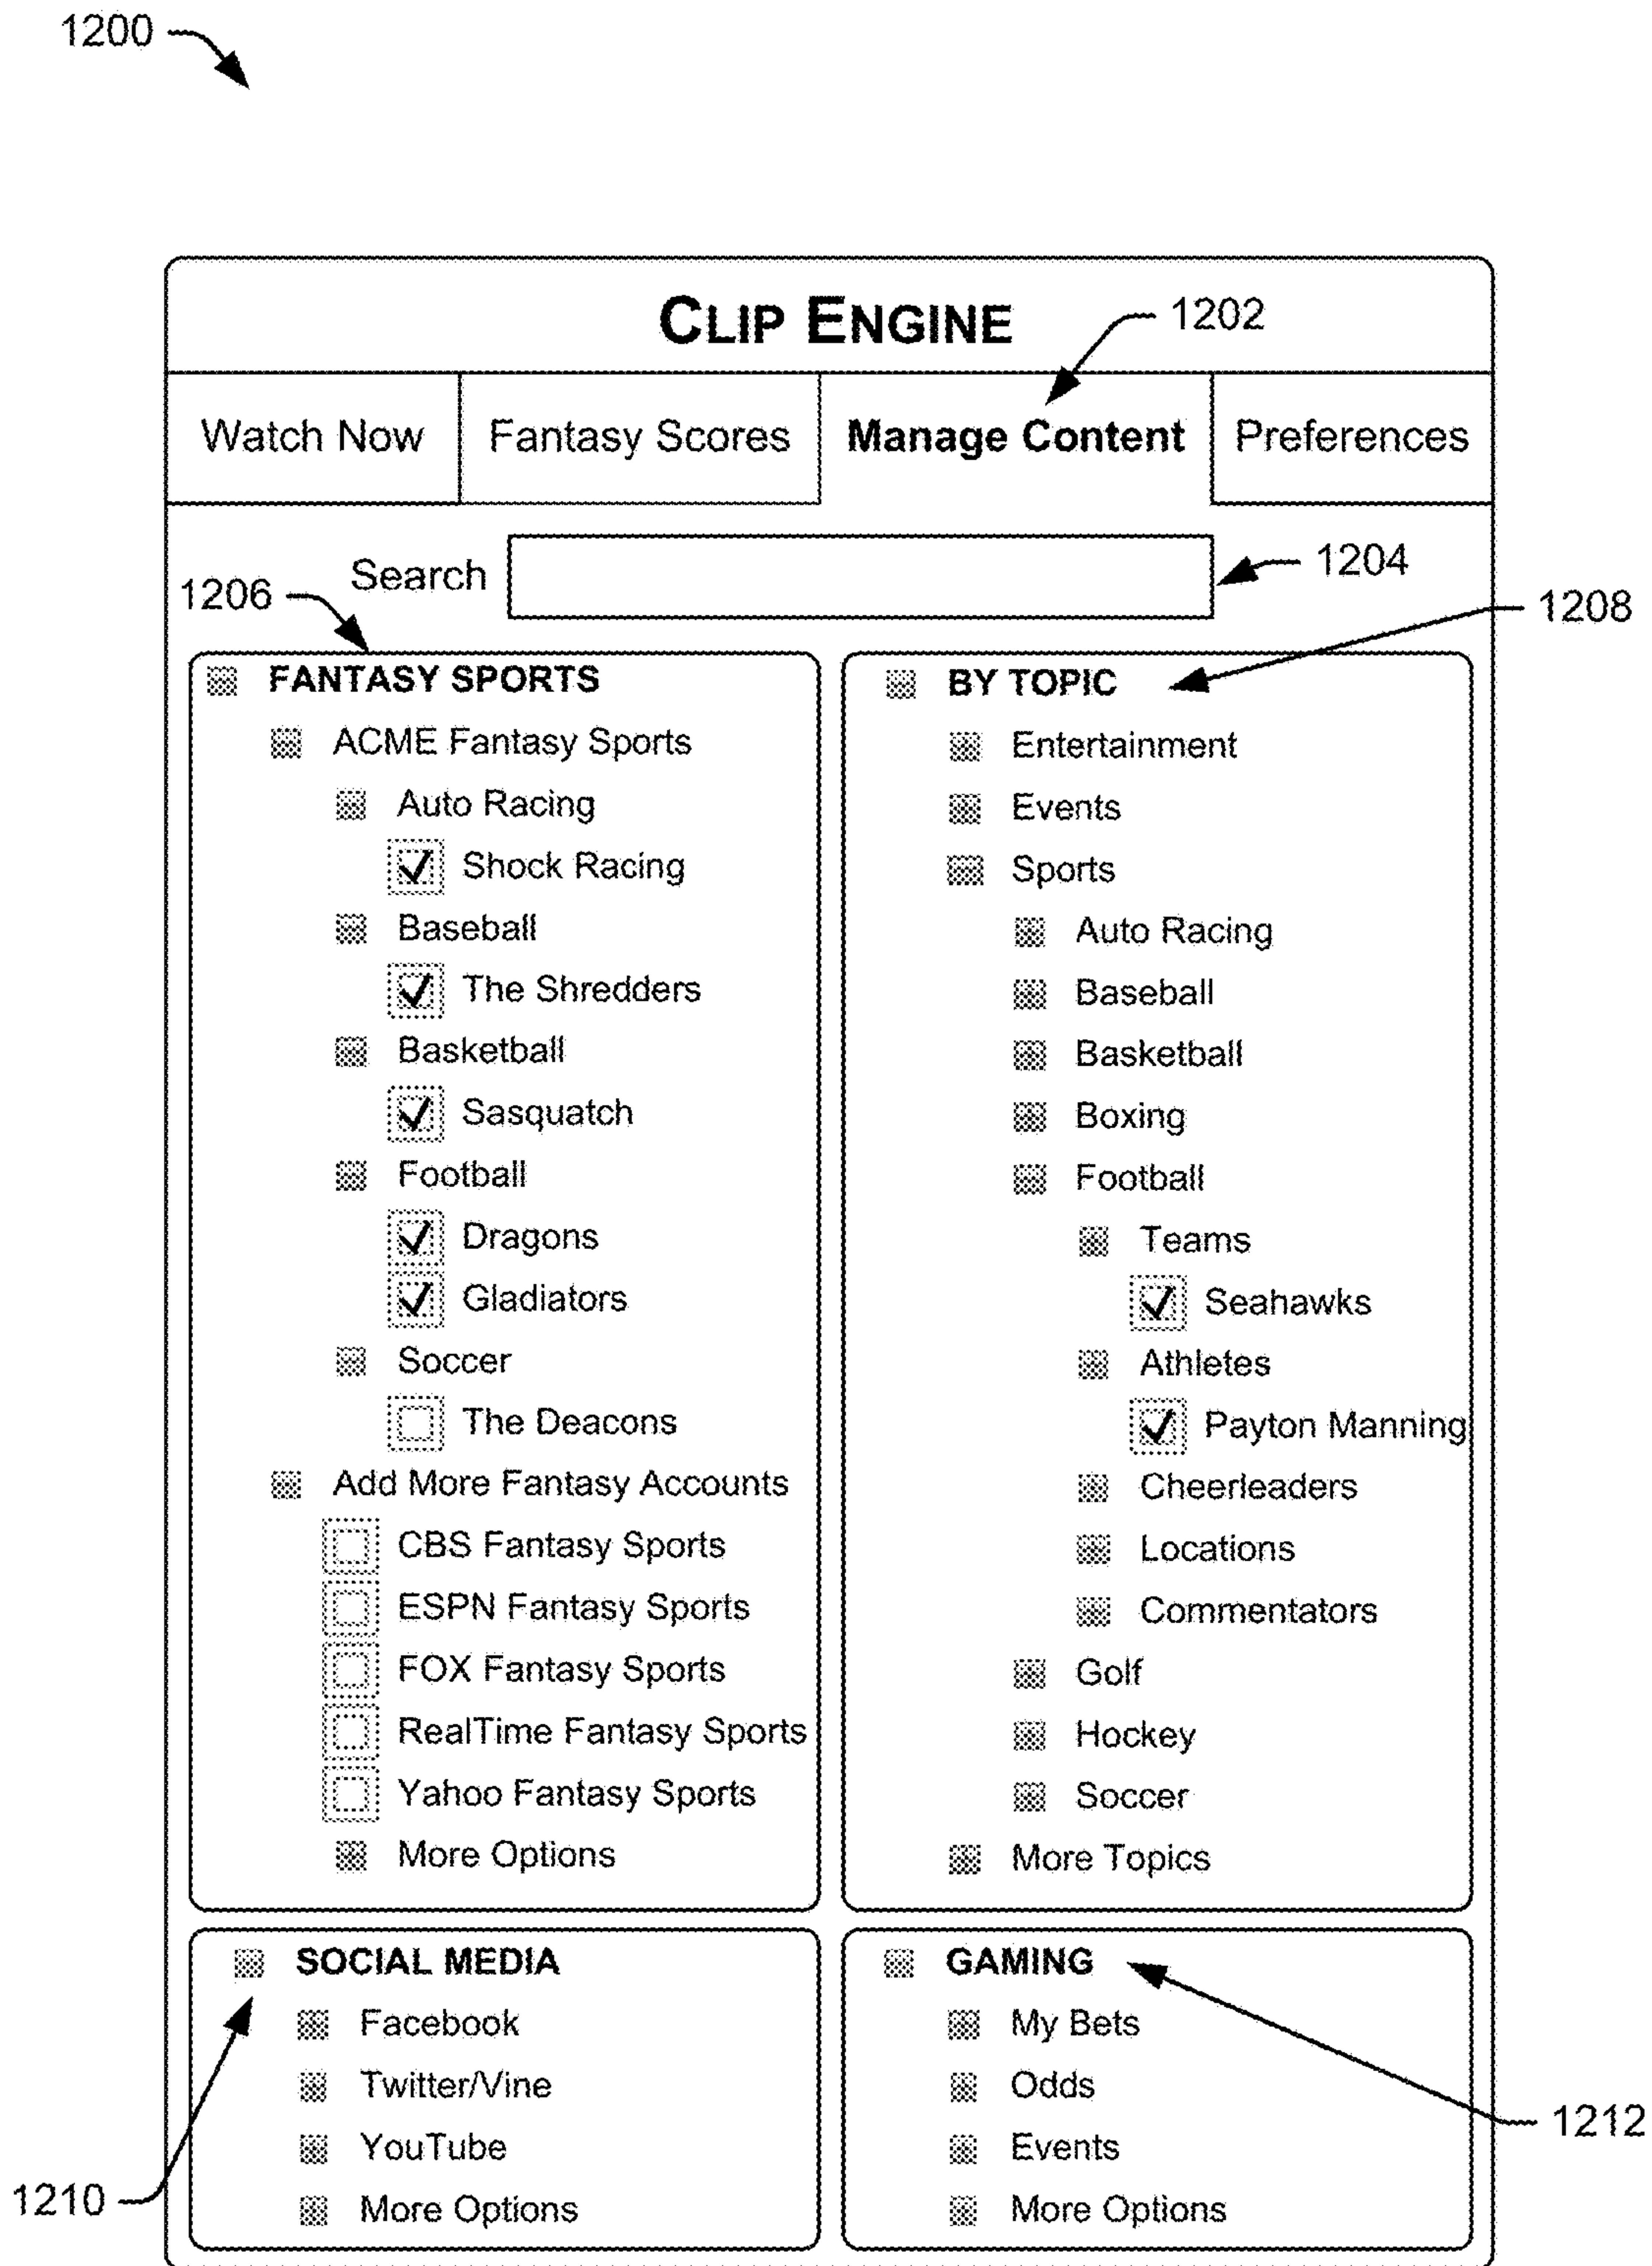 1200
CLIP ENGINE
1202
Watch Now
Fantasy Scores
Manage Content
Preferences
Search
1204
1206
1208
FANTASY SPORTS
ACME Fantasy Sports
Auto Racing
Shock Racing
Baseball
The Shredders
Basketball
Sasquatch
Football
Dragons
Gladiators
Soccer
The Deacons
Add More Fantasy Accounts
CBS Fantasy Sports
ESPN Fantasy Sports
FOX Fantasy Sports
RealTime Fantasy Sports
Yahoo Fantasy Sports
More Options
BY TOPIC
Entertainment
Events
Sports
Auto Racing
Baseball
Basketball
Boxing
Football
Teams
Seahawks
Athletes
Payton Manning
Cheerleaders
Locations
Commentators
Golf
Hockey
Soccer
More Topics
SOCIAL MEDIA
Facebook
Twitter/Vine
YouTube
More Options
1210
GAMING
My Bets
Odds
Events
More Options
1212